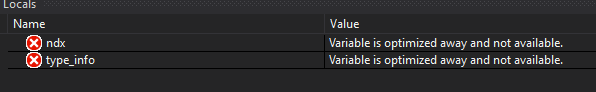 Locals
Name Value
ndx Variable is optimized away and not available.
type_info Variable is optimized away and not available.